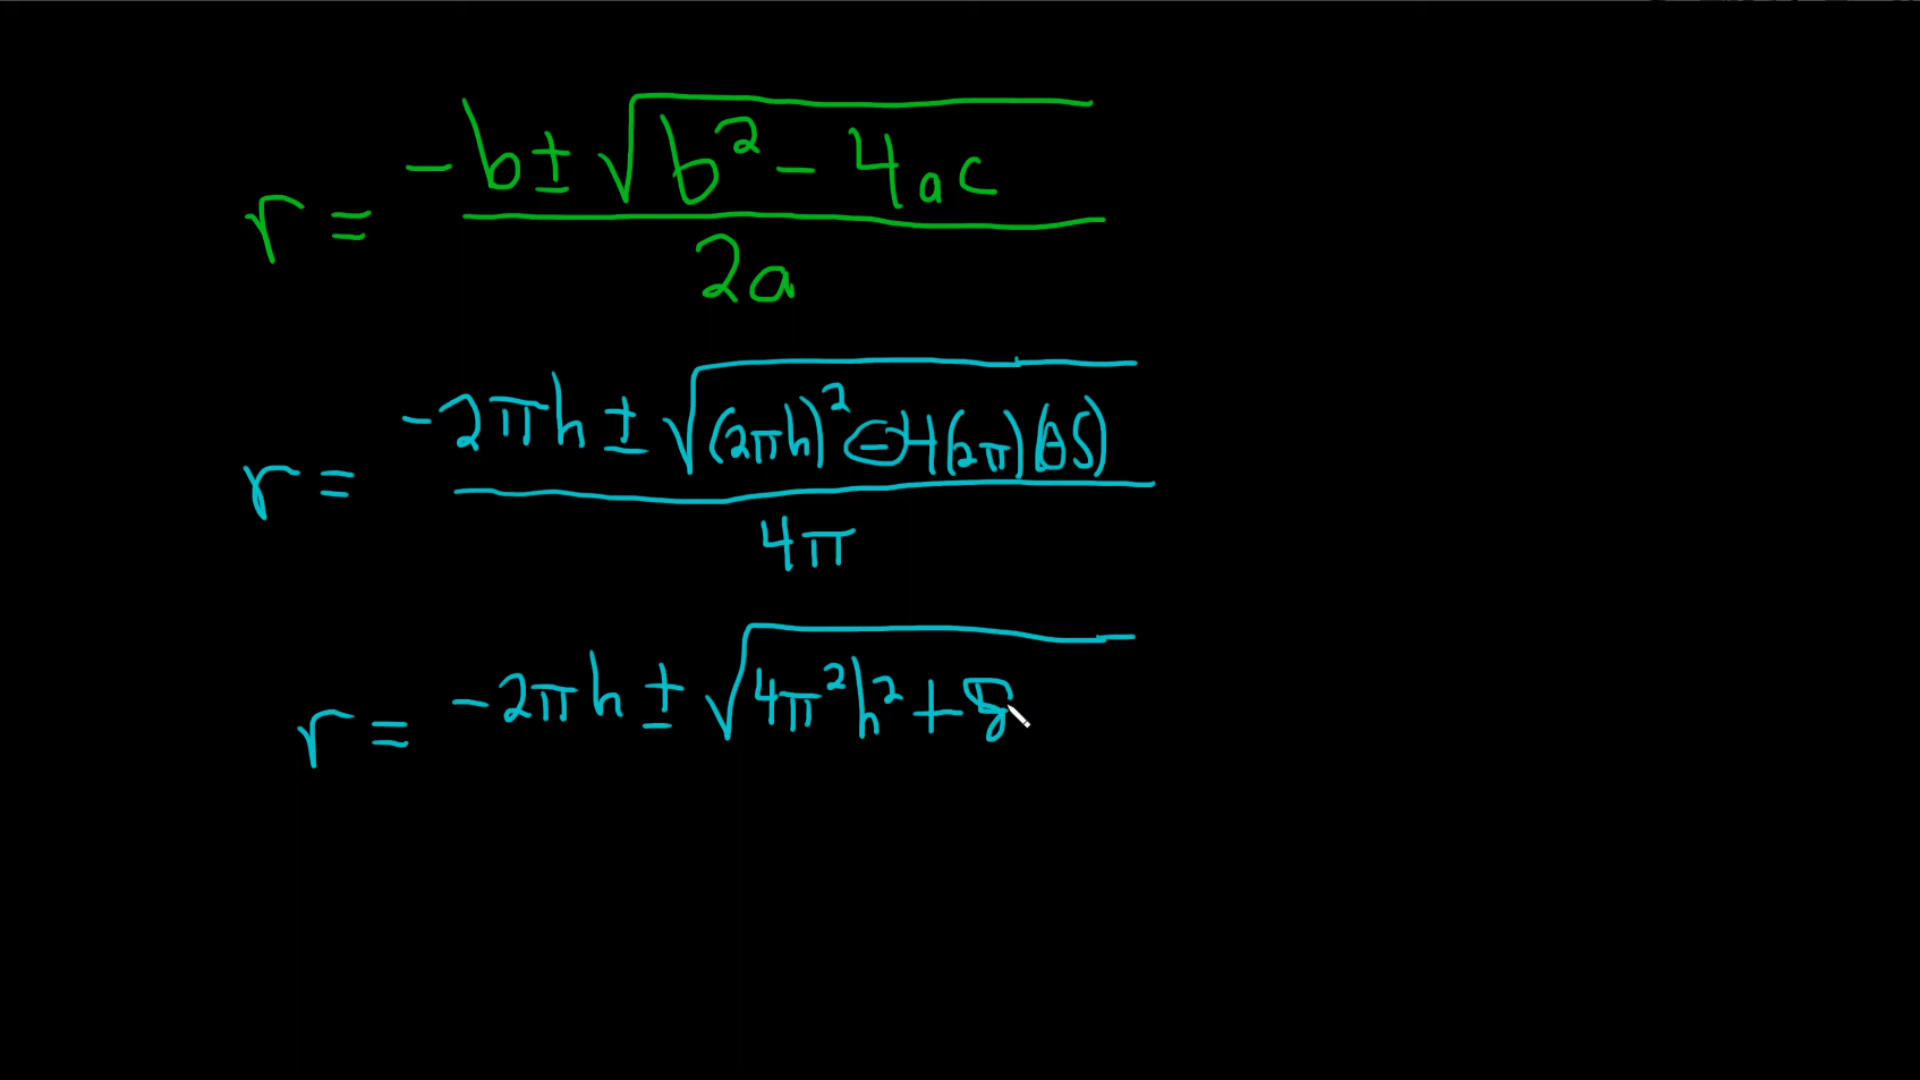 r = (-b ± √(b² - 4ac)) / 2a
r = (-2πh ± √((2πh)² - 4(2π)(-S))) / 4π
r = -2πh ± √(4π²h² + 8